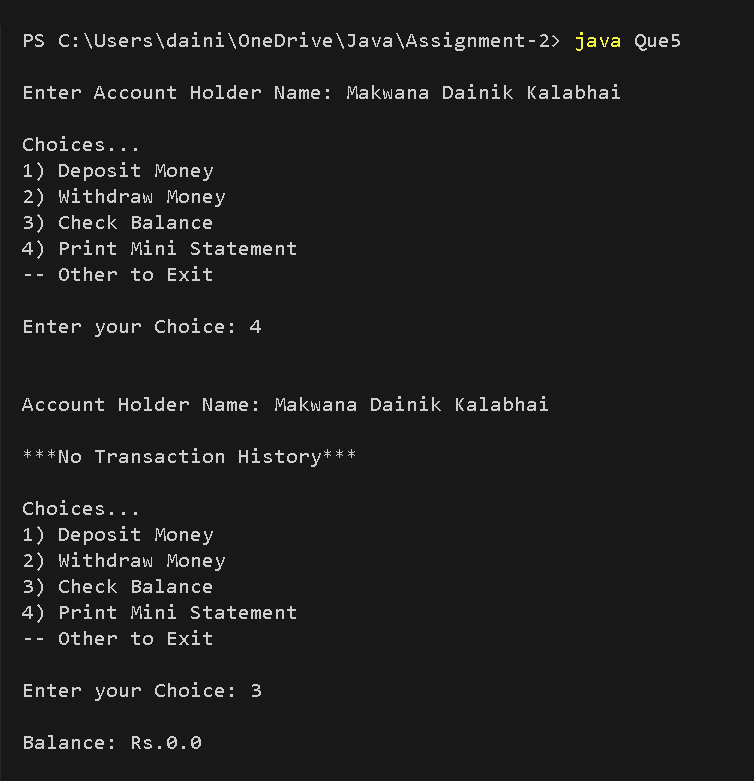 PS C:\Users\daini\OneDrive\Java\Assignment-2> java Que5
Enter Account Holder Name: Makwana Dainik Kalabhai
Choices...
1) Deposit Money
2) Withdraw Money
3) Check Balance
4) Print Mini Statement
-- Other to Exit
Enter your Choice: 4
Account Holder Name: Makwana Dainik Kalabhai
***No Transaction History***
Choices...
1) Deposit Money
2) Withdraw Money
3) Check Balance
4) Print Mini Statement
-- Other to Exit
Enter your Choice: 3
Balance: Rs.0.0